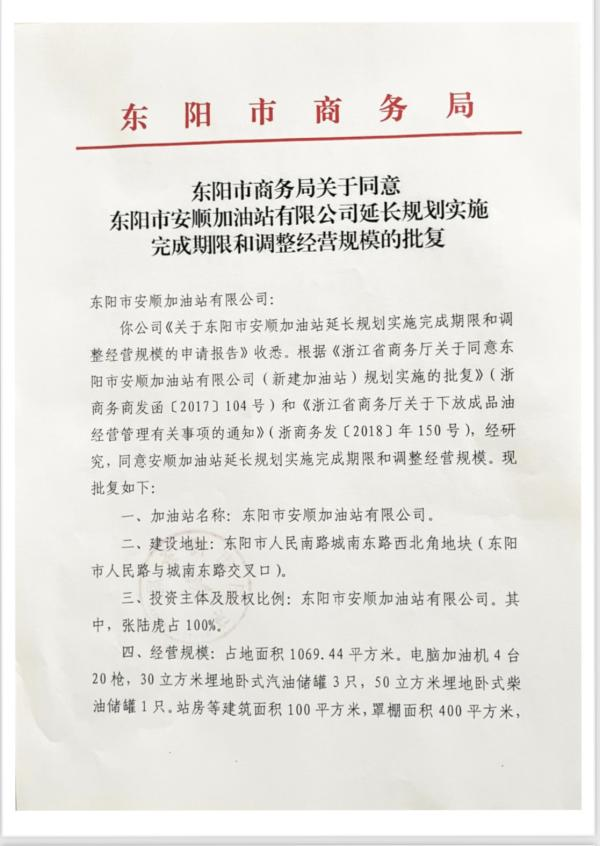 东阳市商务局
东阳市商务局关于同意
东阳市安顺加油站有限公司延长规划实施
完成期限和调整经营规模的批复
东阳市安顺加油站有限公司：
你公司《关于东阳市安顺加油站延长规划实施完成期限和调
整经营规模的申请报告》收悉。根据《浙江省商务厅关于同意东
阳市安顺加油站有限公司（新建加油站）规划实施的批复》（浙
商务商发函〔2017〕104号）和《浙江省商务厅关于下放成品油
经营管理有关事项的通知》（浙商务发〔2018〕年150号），经研
究，同意安顺加油站延长规划实施完成期限和调整经营规模。现
批复如下：
一、加油站名称：东阳市安顺加油站有限公司。
二、建设地址：东阳市人民南路城南东路西北角地块（东阳
市人民路与城南东路交叉口）。
三、投资主体及股权比例：东阳市安顺加油站有限公司。其
中，张陆虎占100%。
四、经营规模：占地面积1069.44平方米。电脑加油机4台
20枪，30立方米埋地卧式汽油储罐3只，50立方米埋地卧式柴
油储罐1只。站房等建筑面积100平方米，罩棚面积400平方米，